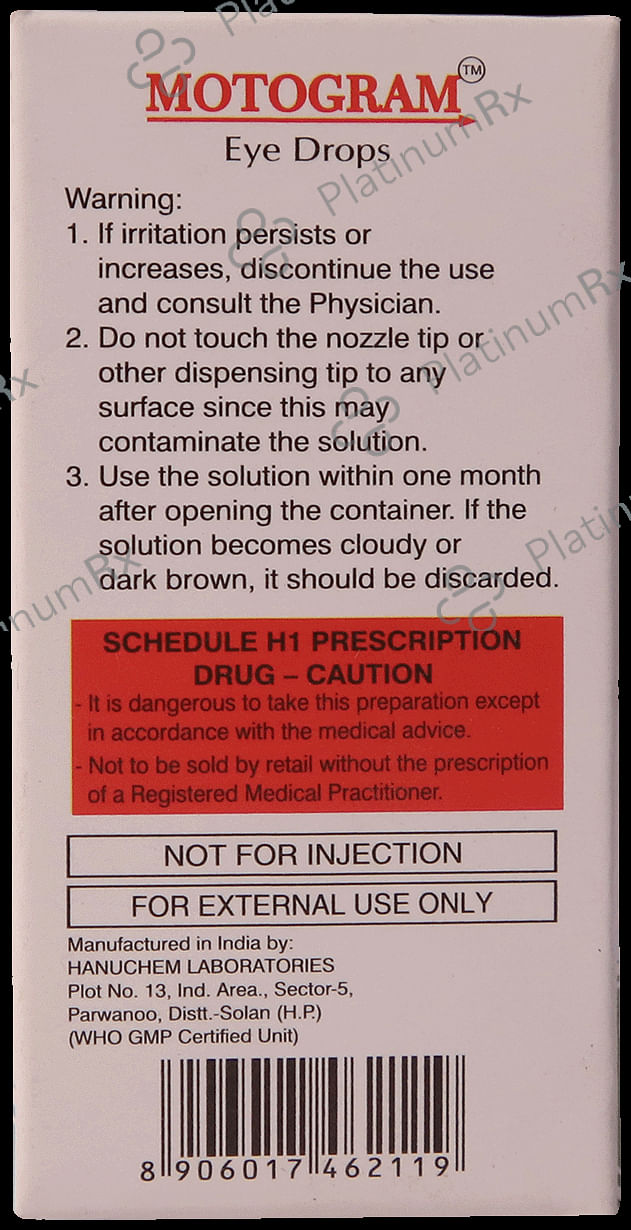 MOTOGRAM™
Eye Drops
Warning:
1. If irritation persists or
increases, discontinue the use
and consult the Physician.
2. Do not touch the nozzle tip or
other dispensing tip to any
surface since this may
contaminate the solution.
3. Use the solution within one month
after opening the container. If the
solution becomes cloudy or
dark brown, it should be discarded.
SCHEDULE H1 PRESCRIPTION
DRUG – CAUTION
- It is dangerous to take this preparation except
in accordance with the medical advice.
- Not to be sold by retail without the prescription
of a Registered Medical Practitioner.
NOT FOR INJECTION
FOR EXTERNAL USE ONLY
Manufactured in India by:
HANUCHEM LABORATORIES
Plot No. 13, Ind. Area., Sector-5,
Parwanoo, Distt.-Solan (H.P.)
(WHO GMP Certified Unit)
8 906017 462119
PlatinumRx
PlatinumRx